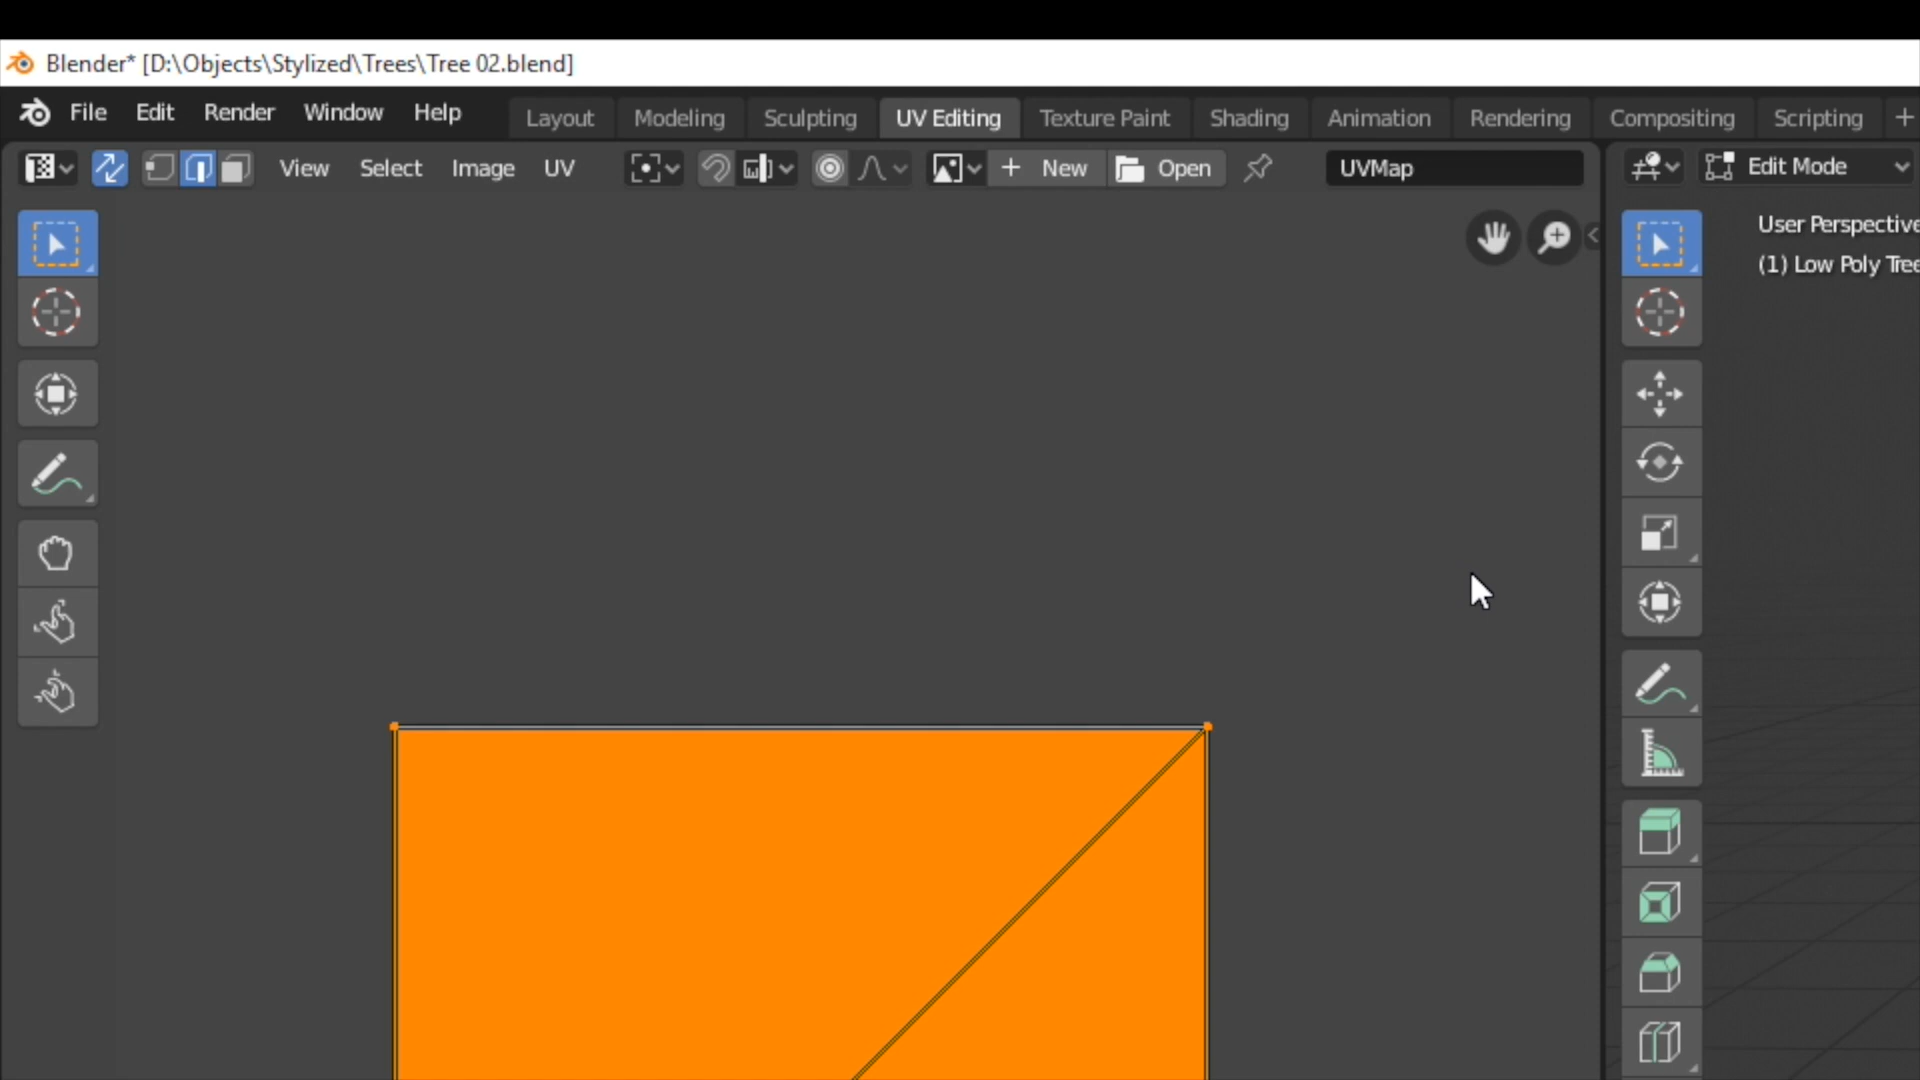 Blender* [D:\Objects\Stylized\Trees\Tree 02.blend]
File Edit Render Window Help Layout Modeling Sculpting UV Editing Texture Paint Shading Animation Rendering Compositing Scripting +
View Select Image UV + New Open UVMap Edit Mode
User Perspective
(1) Low Poly Tree